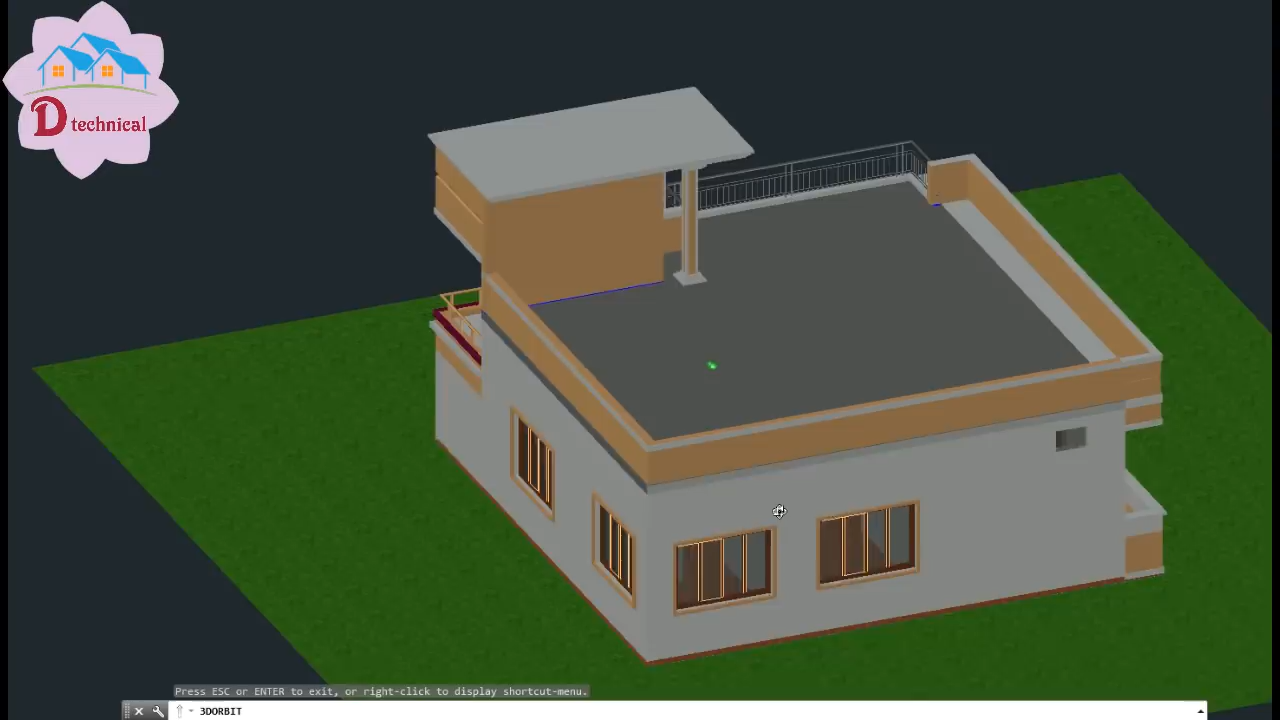 D technical
Press ESC or ENTER to exit, or right-click to display shortcut-menu.
3DORBIT